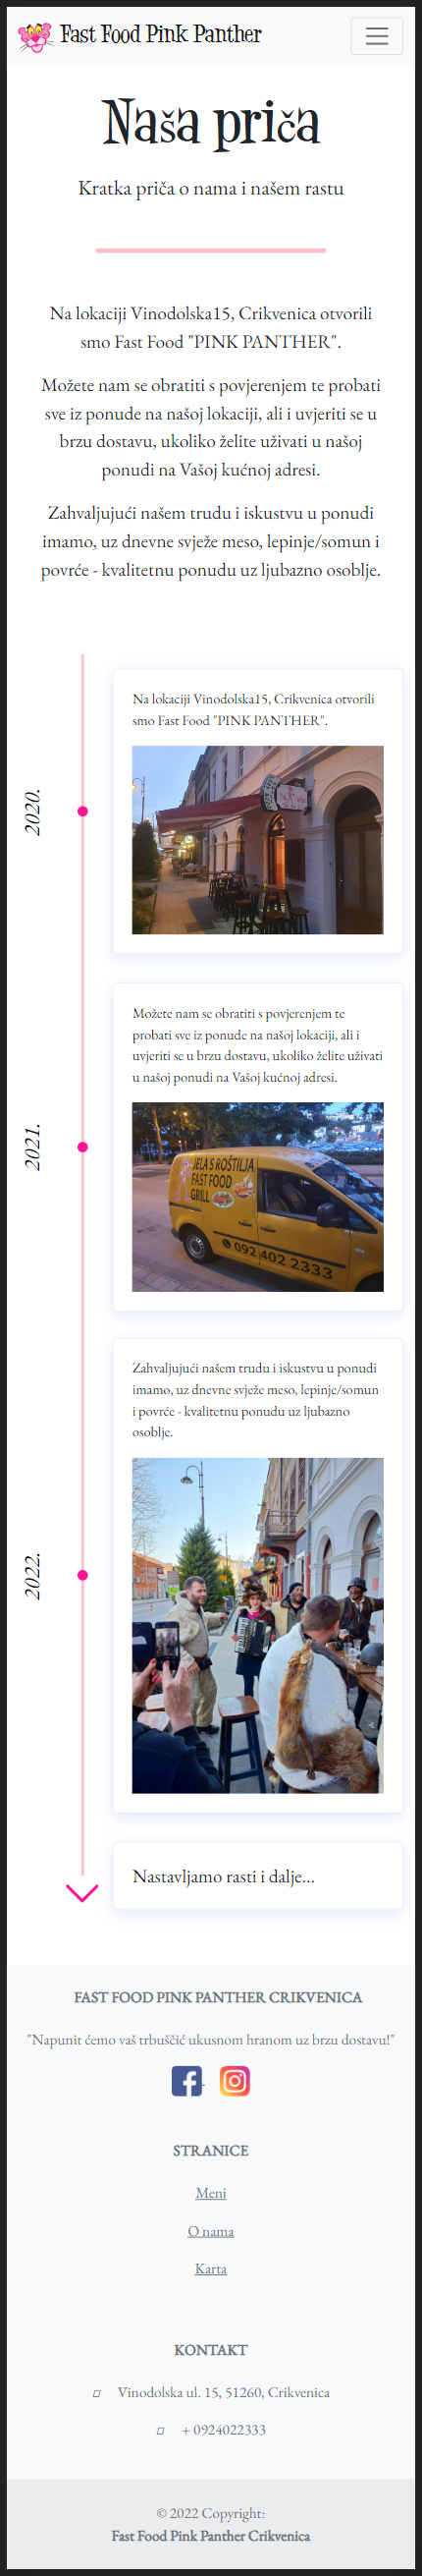 Fast Food Pink Panther
Naša priča
Kratka priča o nama i našem rastu
Na lokaciji Vinodolska15, Crikvenica otvorili
smo Fast Food "PINK PANTHER".
Možete nam se obratiti s povjerenjem te probati
sve iz ponude na našoj lokaciji, ali i uvjeriti se u
brzu dostavu, ukoliko želite uživati u našoj
ponudi na Vašoj kućnoj adresi.
Zahvaljujući našem trudu i iskustvu u ponudi
imamo, uz dnevne svježe meso, lepinje/somun i
povrće - kvalitetnu ponudu uz ljubazno osoblje.
2020.
Na lokaciji Vinodolska15, Crikvenica otvorili
smo Fast Food "PINK PANTHER".
2021.
Možete nam se obratiti s povjerenjem te
probati sve iz ponude na našoj lokaciji, ali i
uvjeriti se u brzu dostavu, ukoliko želite uživati
u našoj ponudi na Vašoj kućnoj adresi.
JELA S ROŠTILJA
FAST FOOD
GRILL
092 402 2333
2022.
Zahvaljujući našem trudu i iskustvu u ponudi
imamo, uz dnevne svježe meso, lepinje/somun
i povrće - kvalitetnu ponudu uz ljubazno
osoblje.
Nastavljamo rasti i dalje...
FAST FOOD PINK PANTHER CRIKVENICA
"Napunit ćemo vaš trbuščić ukusnom hranom uz brzu dostavu!"
STRANICE
Meni
O nama
Karta
KONTAKT
Vinodolska ul. 15, 51260, Crikvenica
+ 0924022333
© 2022 Copyright:
Fast Food Pink Panther Crikvenica